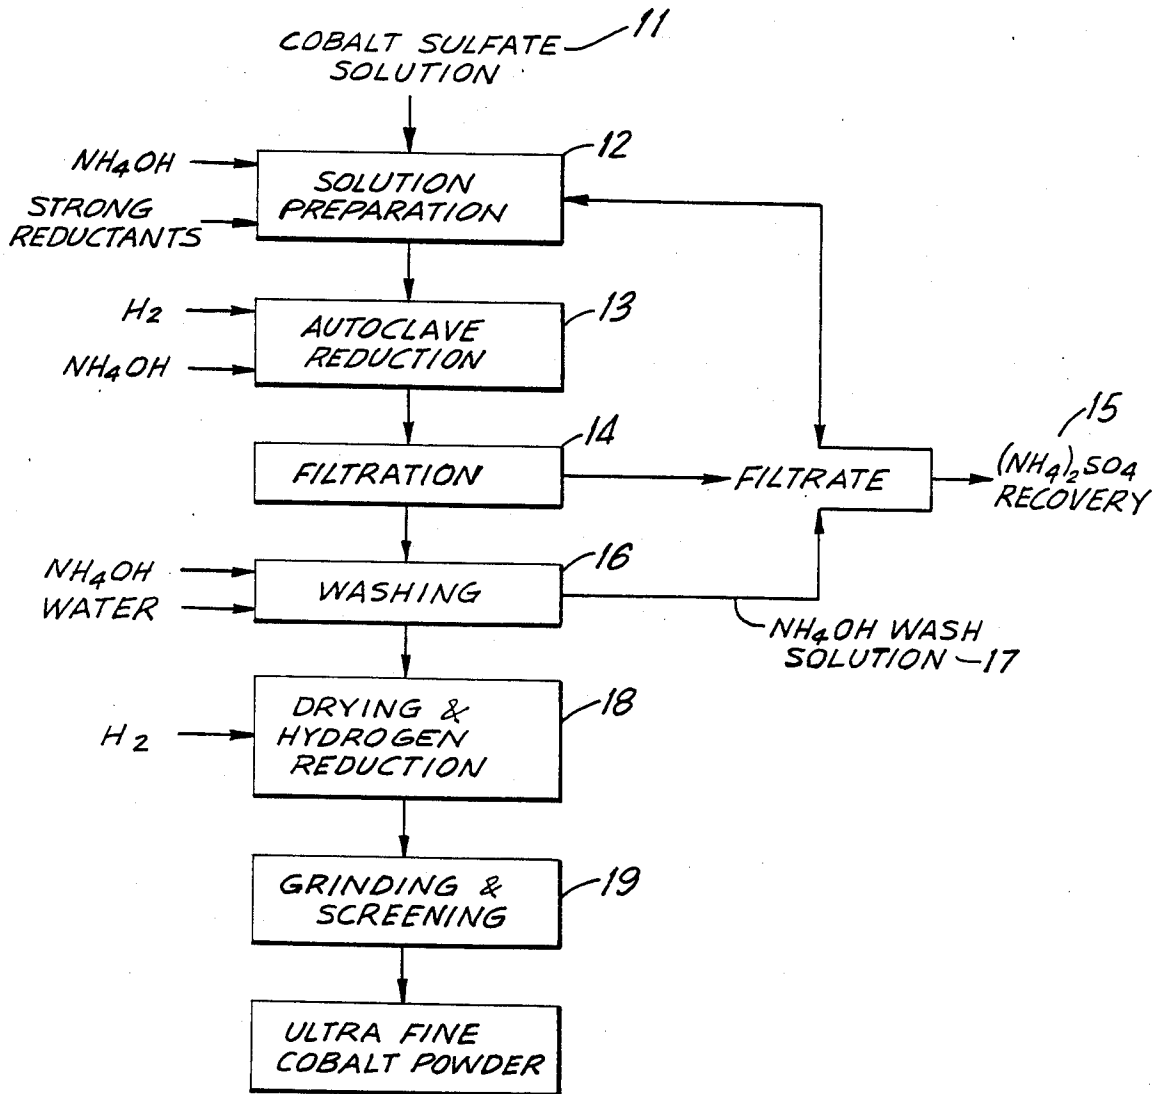 COBALT SULFATE 11
SOLUTION
NH4OH
STRONG
REDUCTANTS
SOLUTION
PREPARATION
12
H2
NH4OH
AUTOCLAVE
REDUCTION
13
FILTRATION
14
FILTRATE
15
(NH4)2SO4
RECOVERY
NH4OH
WATER
WASHING
16
NH4OH WASH
SOLUTION 17
H2
DRYING &
HYDROGEN
REDUCTION
18
GRINDING &
SCREENING
19
ULTRA FINE
COBALT POWDER